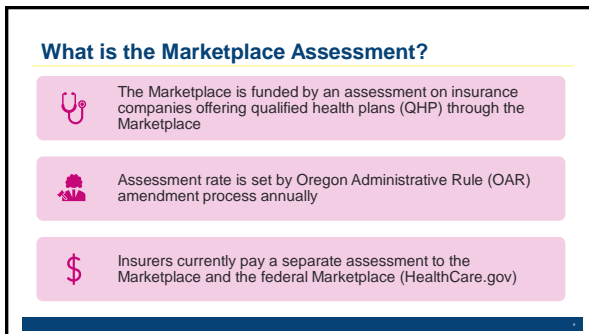 What is the Marketplace Assessment?
The Marketplace is funded by an assessment on insurance
companies offering qualified health plans (QHP) through the
Marketplace
Assessment rate is set by Oregon Administrative Rule (OAR)
amendment process annually
$
Insurers currently pay a separate assessment to the
Marketplace and the federal Marketplace (HealthCare.gov)